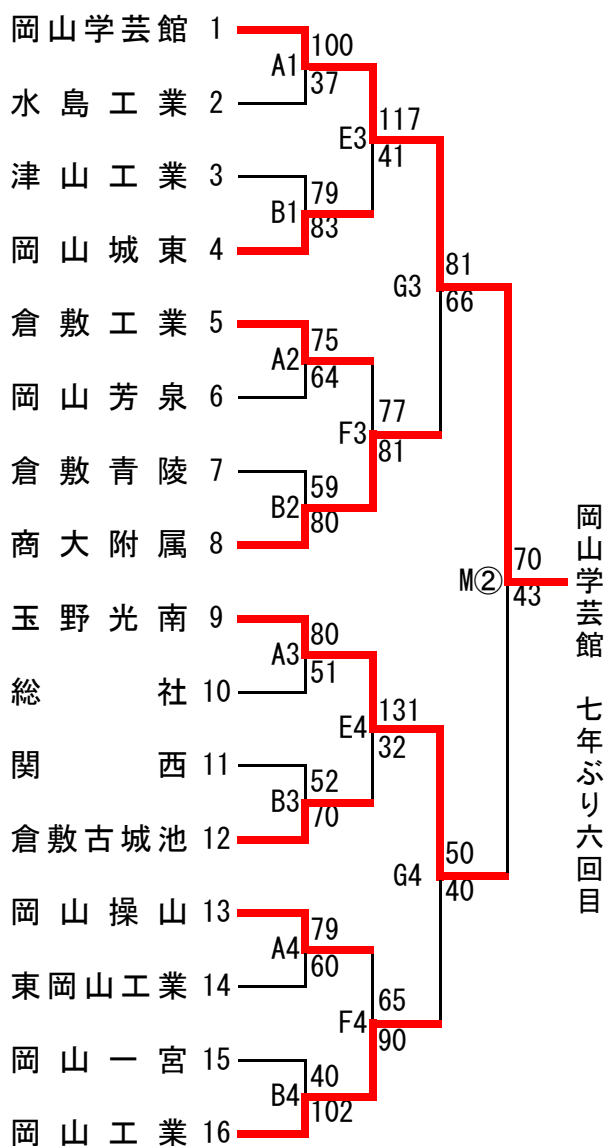 岡山学芸館 1
100
A1
37
水島工業 2
117
E3
41
津山工業 3
79
B1
83
岡山城東 4
81
G3
66
倉敷工業 5
75
A2
64
岡山芳泉 6
77
F3
81
倉敷青陵 7
59
B2
80
商大附属 8
70
M②
43
岡山学芸館 七年ぶり六回目
玉野光南 9
80
A3
51
総社 10
131
E4
32
関西 11
52
B3
70
倉敷古城池 12
50
G4
40
岡山操山 13
79
A4
60
東岡山工業 14
65
F4
90
岡山一宮 15
40
B4
102
岡山工業 16